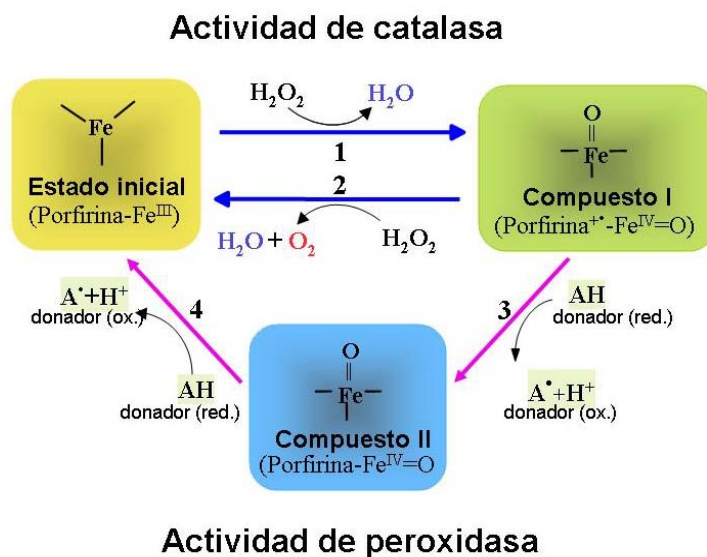 Actividad de catalasa
Fe
Estado inicial
(Porfirina-Feᴵᴵᴵ)
H₂O₂
H₂O
1
2
H₂O + O₂
H₂O₂
O
Fe
Compuesto I
(Porfirina⁺•-Feᴵⱽ=O)
A•+H⁺
donador (ox.)
4
AH
donador (red.)
3
AH
donador (red.)
A•+H⁺
donador (ox.)
O
Fe
Compuesto II
(Porfirina-Feᴵⱽ=O
Actividad de peroxidasa